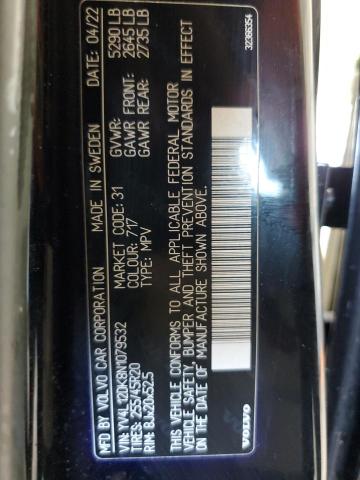 MFD BY VOLVO CAR CORPORATION MADE IN SWEDEN DATE: 04/22
VIN: YV4L12DK8N1079532 MARKET CODE: 31 GVWR: 5290 LB
TIRES: 255/45R20 COLOUR: 717 GAWR FRONT: 2645 LB
RIM: 8Jx20x52.5 TYPE: MPV GAWR REAR: 2735 LB
THIS VEHICLE CONFORMS TO ALL APPLICABLE FEDERAL MOTOR
VEHICLE SAFETY, BUMPER AND THEFT PREVENTION STANDARDS IN EFFECT
ON THE DATE OF MANUFACTURE SHOWN ABOVE.
VOLVO 32366354